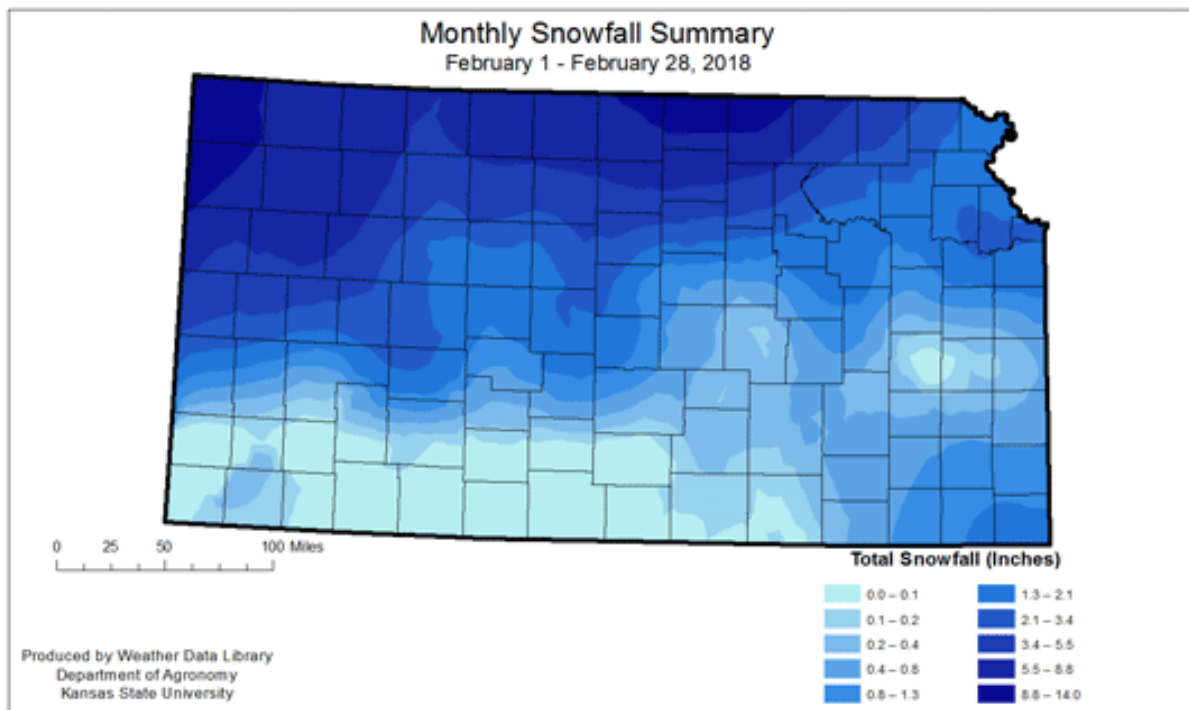 Monthly Snowfall Summary
February 1 - February 28, 2018
0 25 50 100 Miles
Total Snowfall (Inches)
0.0 – 0.1
0.1 – 0.2
0.2 – 0.4
0.4 – 0.8
0.8 – 1.3
1.3 – 2.1
2.1 – 3.4
3.4 – 5.5
5.5 – 8.8
8.8 – 14.0
Produced by Weather Data Library
Department of Agronomy
Kansas State University